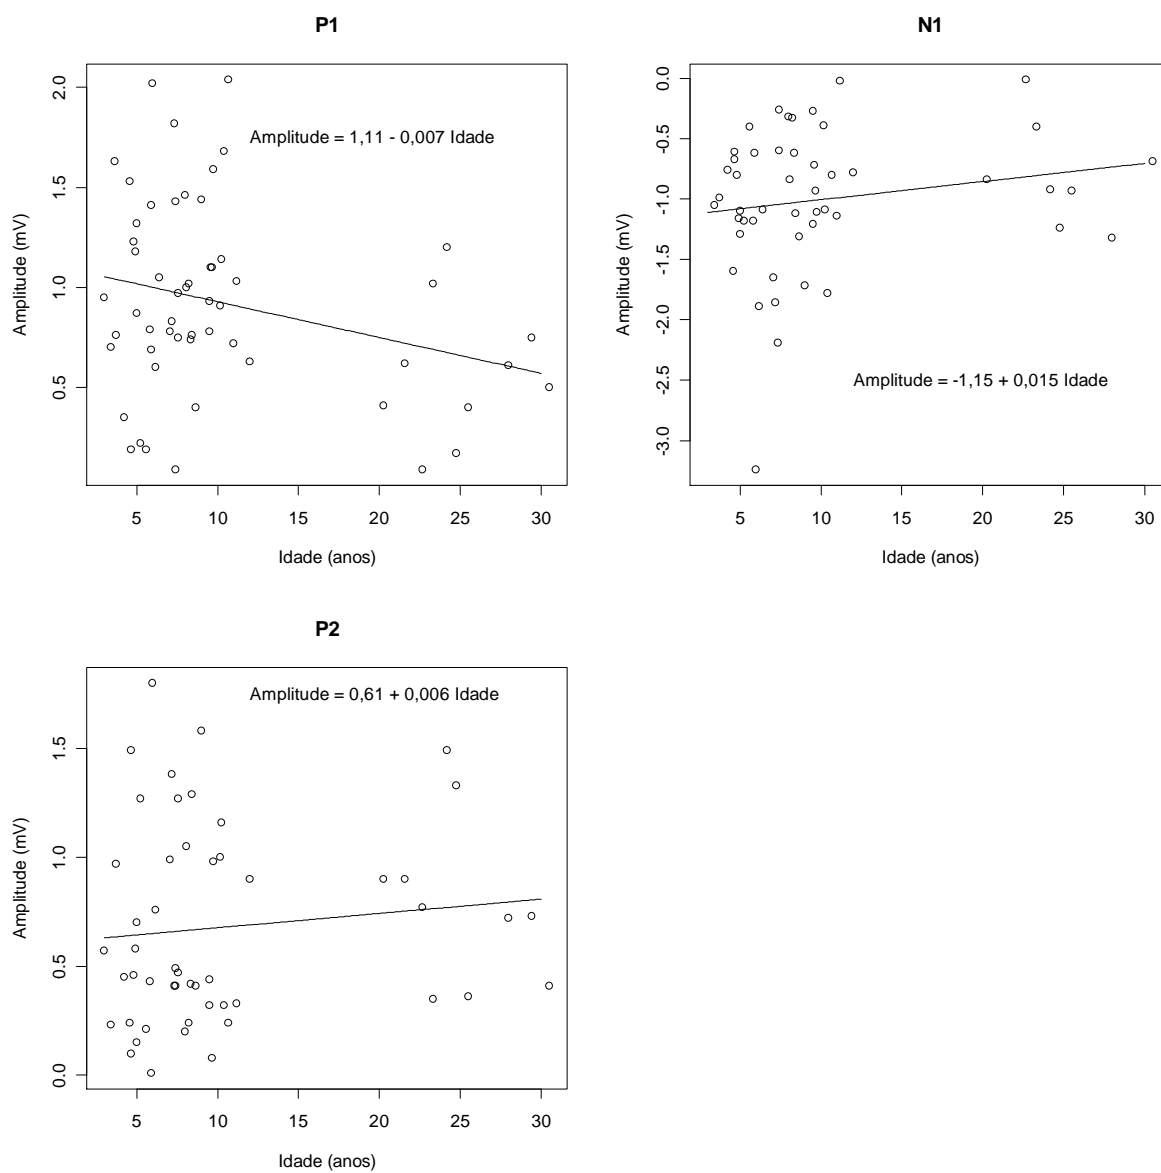 P1
Amplitude = 1,11 - 0,007 Idade
Amplitude (mV)
2.0
1.5
1.0
0.5
5 10 15 20 25 30
Idade (anos)
N1
Amplitude = -1,15 + 0,015 Idade
Amplitude (mV)
0.0
-0.5
-1.0
-1.5
-2.0
-2.5
-3.0
5 10 15 20 25 30
Idade (anos)
P2
Amplitude = 0,61 + 0,006 Idade
Amplitude (mV)
1.5
1.0
0.5
0.0
5 10 15 20 25 30
Idade (anos)